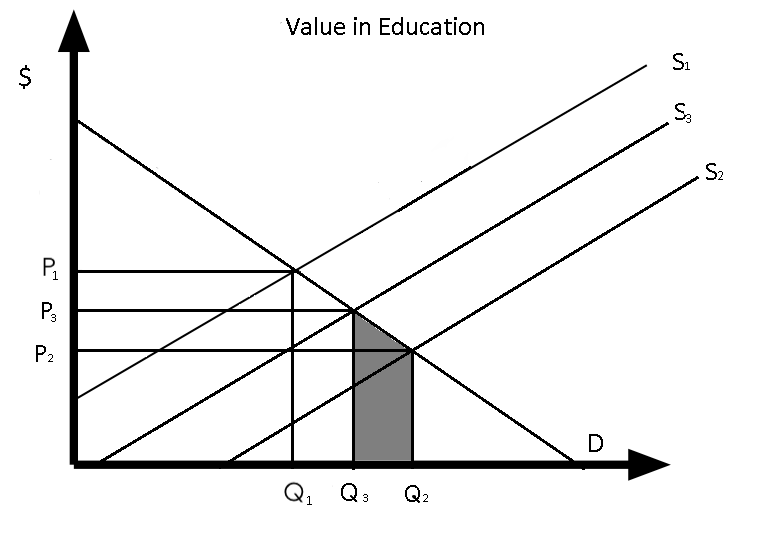 Value in Education
$
S₁
S₃
S₂
P₁
P₃
P₂
D
Q₁ Q₃ Q₂